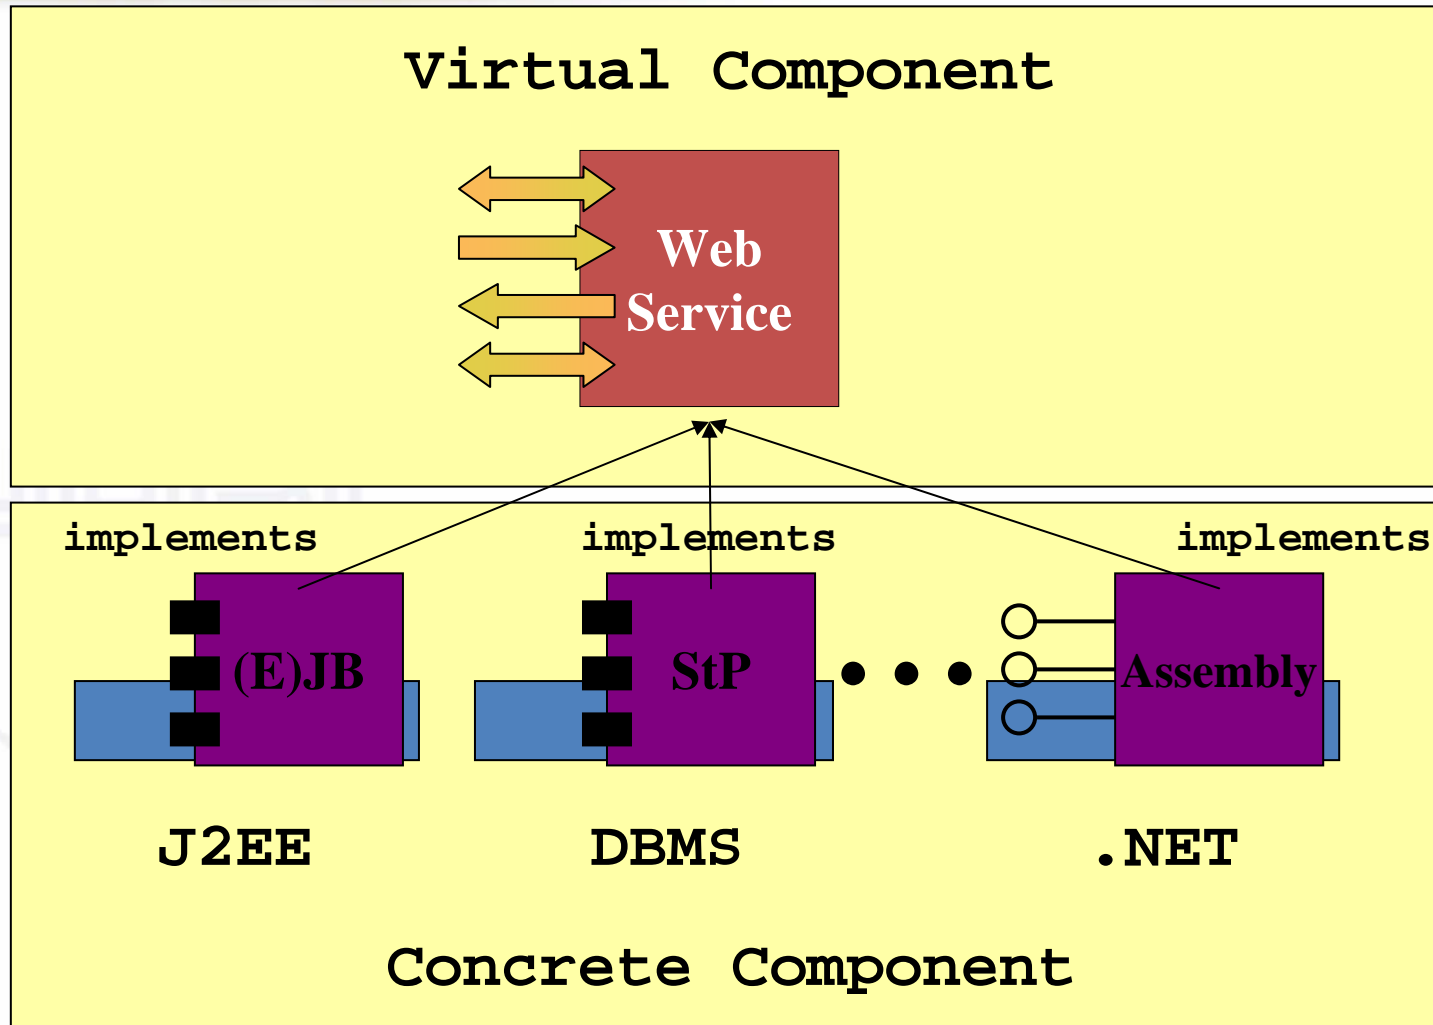 Virtual Component
Web
Service
implements
implements
implements
(E)JB
StP
Assembly
J2EE
DBMS
.NET
Concrete Component